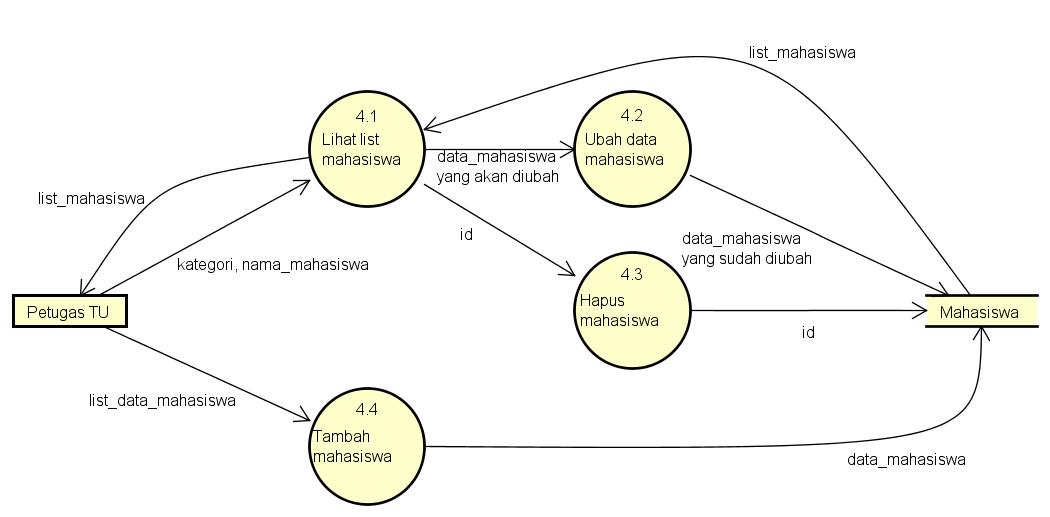 list_mahasiswa
4.1
Lihat list
mahasiswa
4.2
Ubah data
mahasiswa
data_mahasiswa
yang akan diubah
list_mahasiswa
id
kategori, nama_mahasiswa
data_mahasiswa
yang sudah diubah
4.3
Hapus
mahasiswa
Petugas TU
Mahasiswa
id
list_data_mahasiswa
4.4
Tambah
mahasiswa
data_mahasiswa